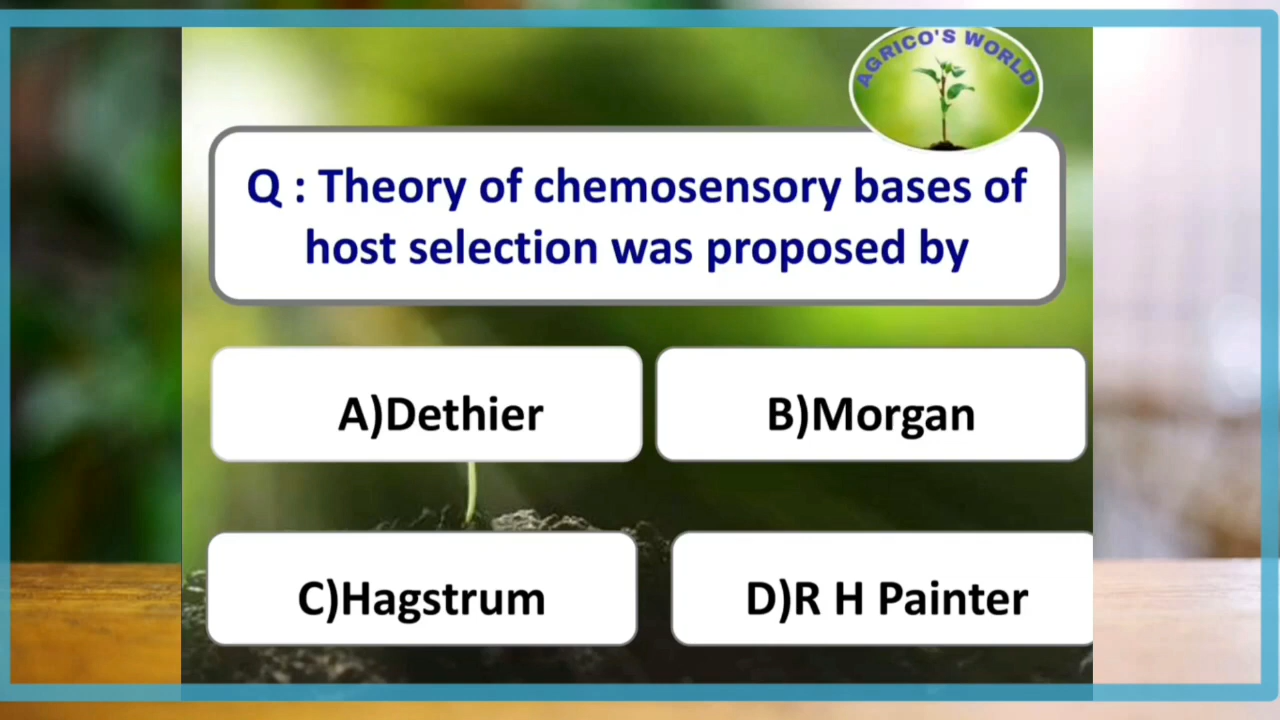 AGRICO'S WORLD
Q : Theory of chemosensory bases of
host selection was proposed by
A)Dethier
B)Morgan
C)Hagstrum
D)R H Painter